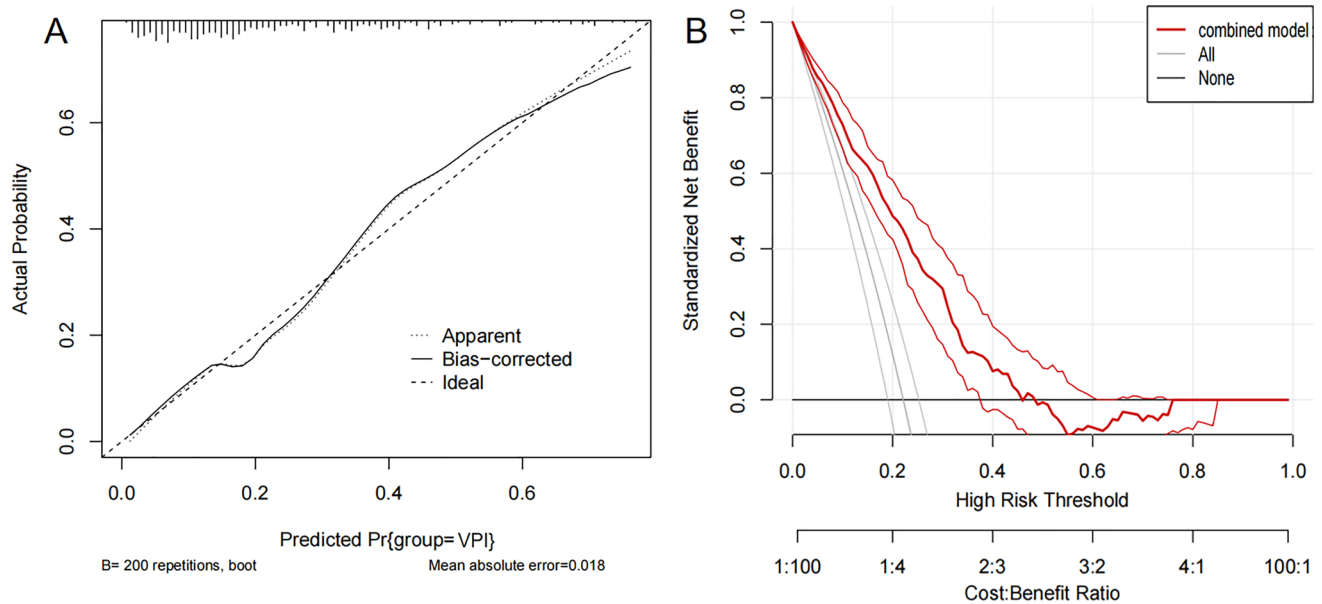 A
Actual Probability
0.6
0.4
0.2
0.0
Apparent
Bias−corrected
Ideal
0.0 0.2 0.4 0.6
Predicted Pr{group=VPI}
B= 200 repetitions, boot
Mean absolute error=0.018
B
Standardized Net Benefit
1.0
0.8
0.6
0.4
0.2
0.0
combined model
All
None
0.0 0.2 0.4 0.6 0.8 1.0
High Risk Threshold
1:100 1:4 2:3 3:2 4:1 100:1
Cost:Benefit Ratio